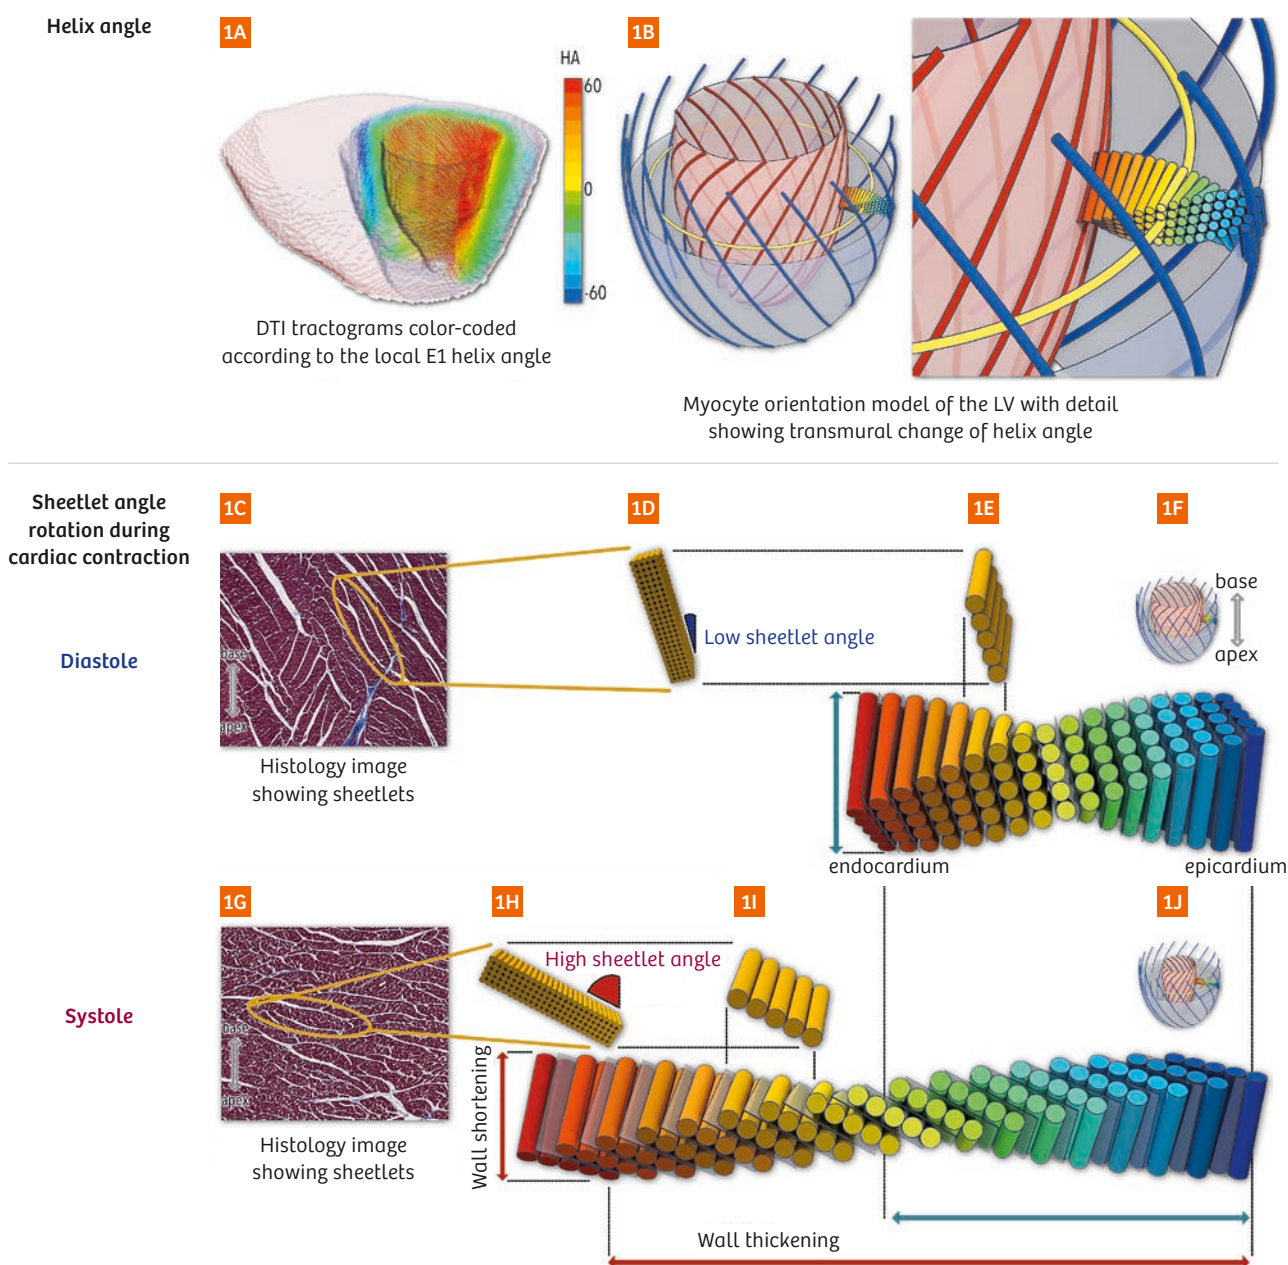 Helix angle
1A
HA
60
0
-60
DTI tractograms color-coded
according to the local E1 helix angle
1B
Myocyte orientation model of the LV with detail
showing transmural change of helix angle
Sheetlet angle
rotation during
cardiac contraction
Diastole
1C
base
apex
Histology image
showing sheetlets
1D
Low sheetlet angle
1E
1F
base
apex
endocardium
epicardium
Systole
1G
base
apex
Histology image
showing sheetlets
1H
High sheetlet angle
1I
1J
Wall shortening
Wall thickening